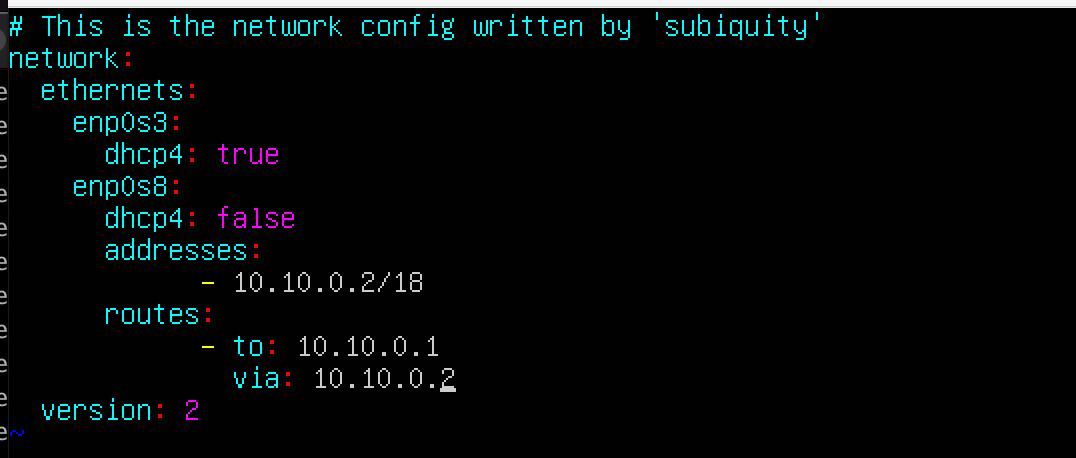 # This is the network config written by 'subiquity'
network:
  ethernets:
    enp0s3:
      dhcp4: true
    enp0s8:
      dhcp4: false
      addresses:
            - 10.10.0.2/18
      routes:
            - to: 10.10.0.1
              via: 10.10.0.2
  version: 2
~